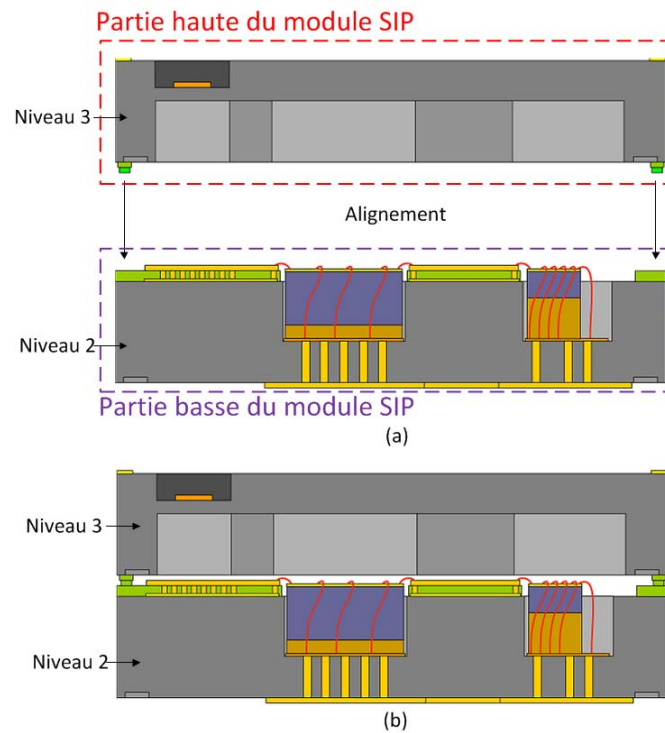 Partie haute du module SIP
Niveau 3
Alignement
Niveau 2
Partie basse du module SIP
(a)
Niveau 3
Niveau 2
(b)